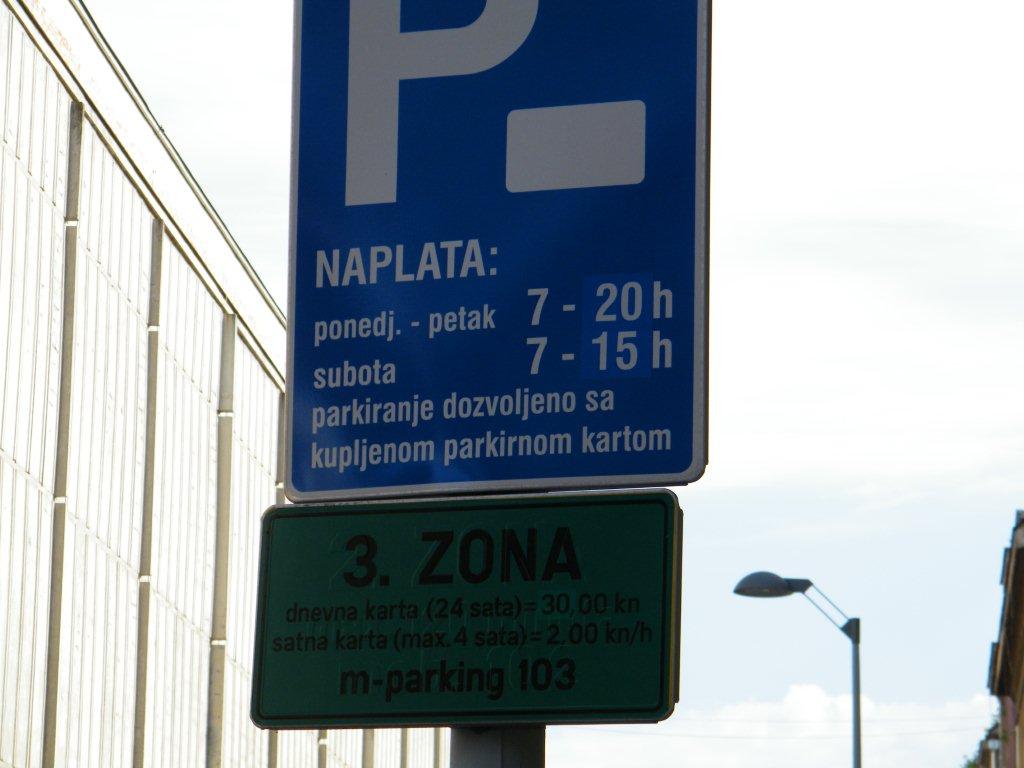 P
NAPLATA:
ponedj. - petak 7 - 20 h
subota 7 - 15 h
parkiranje dozvoljeno sa
kupljenom parkirnom kartom
3. ZONA
dnevna karta (24 sata)= 30,00 kn
satna karta (max. 4 sata)= 2,00 kn/h
m-parking 103